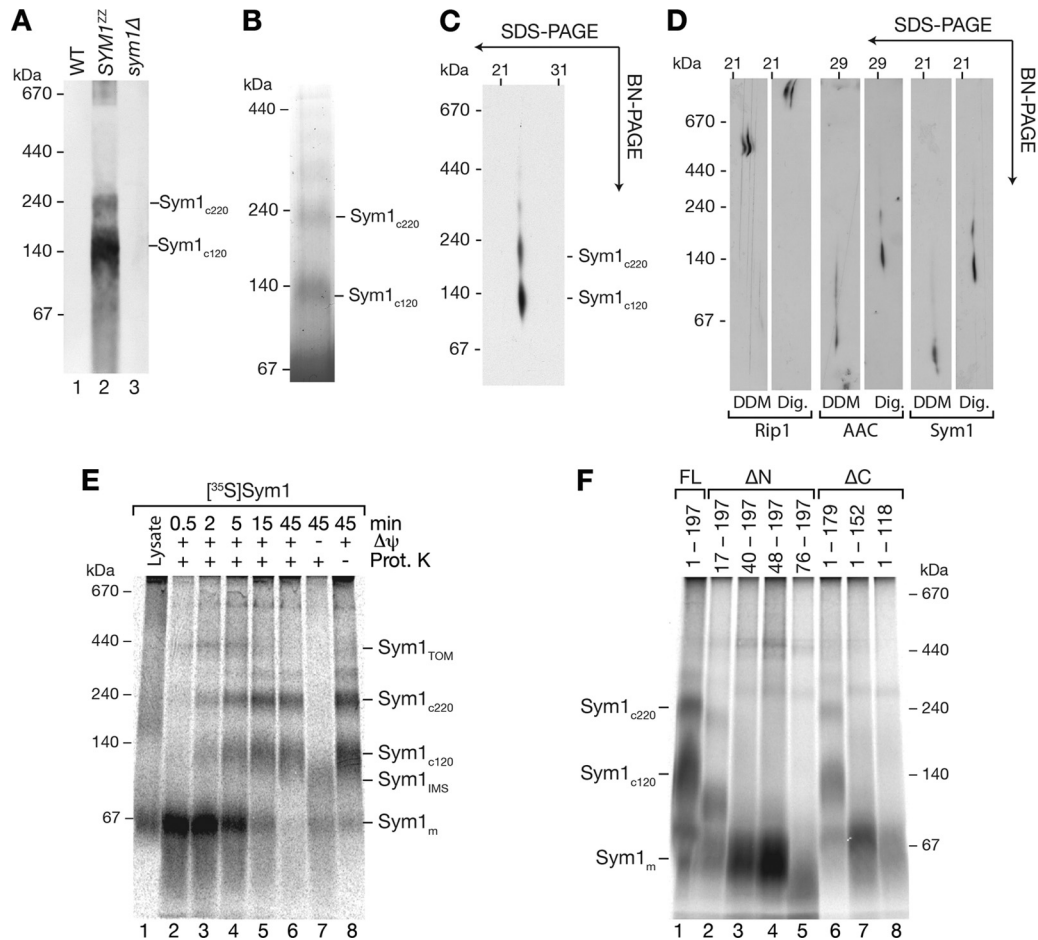 A
WT
SYM1ZZ
sym1Δ
kDa
670
440
240
140
67
Sym1c220
Sym1c120
1 2 3
B
440
240
140
67
Sym1c220
Sym1c120
C
SDS-PAGE
kDa 21 31
BN-PAGE
670
440
240
140
67
Sym1c220
Sym1c120
D
SDS-PAGE
kDa 21 21 29 29 21 21
BN-PAGE
670
440
240
140
67
DDM Dig. DDM Dig. DDM Dig.
Rip1 AAC Sym1
E
[35S]Sym1
Lysate 0.5 2 5 15 45 45 45 min
+ + + + + - + Δψ
+ + + + + + - Prot. K
kDa
670
440
240
140
67
Sym1TOM
Sym1c220
Sym1c120
Sym1IMS
Sym1m
1 2 3 4 5 6 7 8
F
FL ΔN ΔC
1 – 197
17 – 197
40 – 197
48 – 197
76 – 197
1 – 179
1 – 152
1 – 118
kDa
670
440
240
140
67
Sym1c220
Sym1c120
Sym1m
1 2 3 4 5 6 7 8